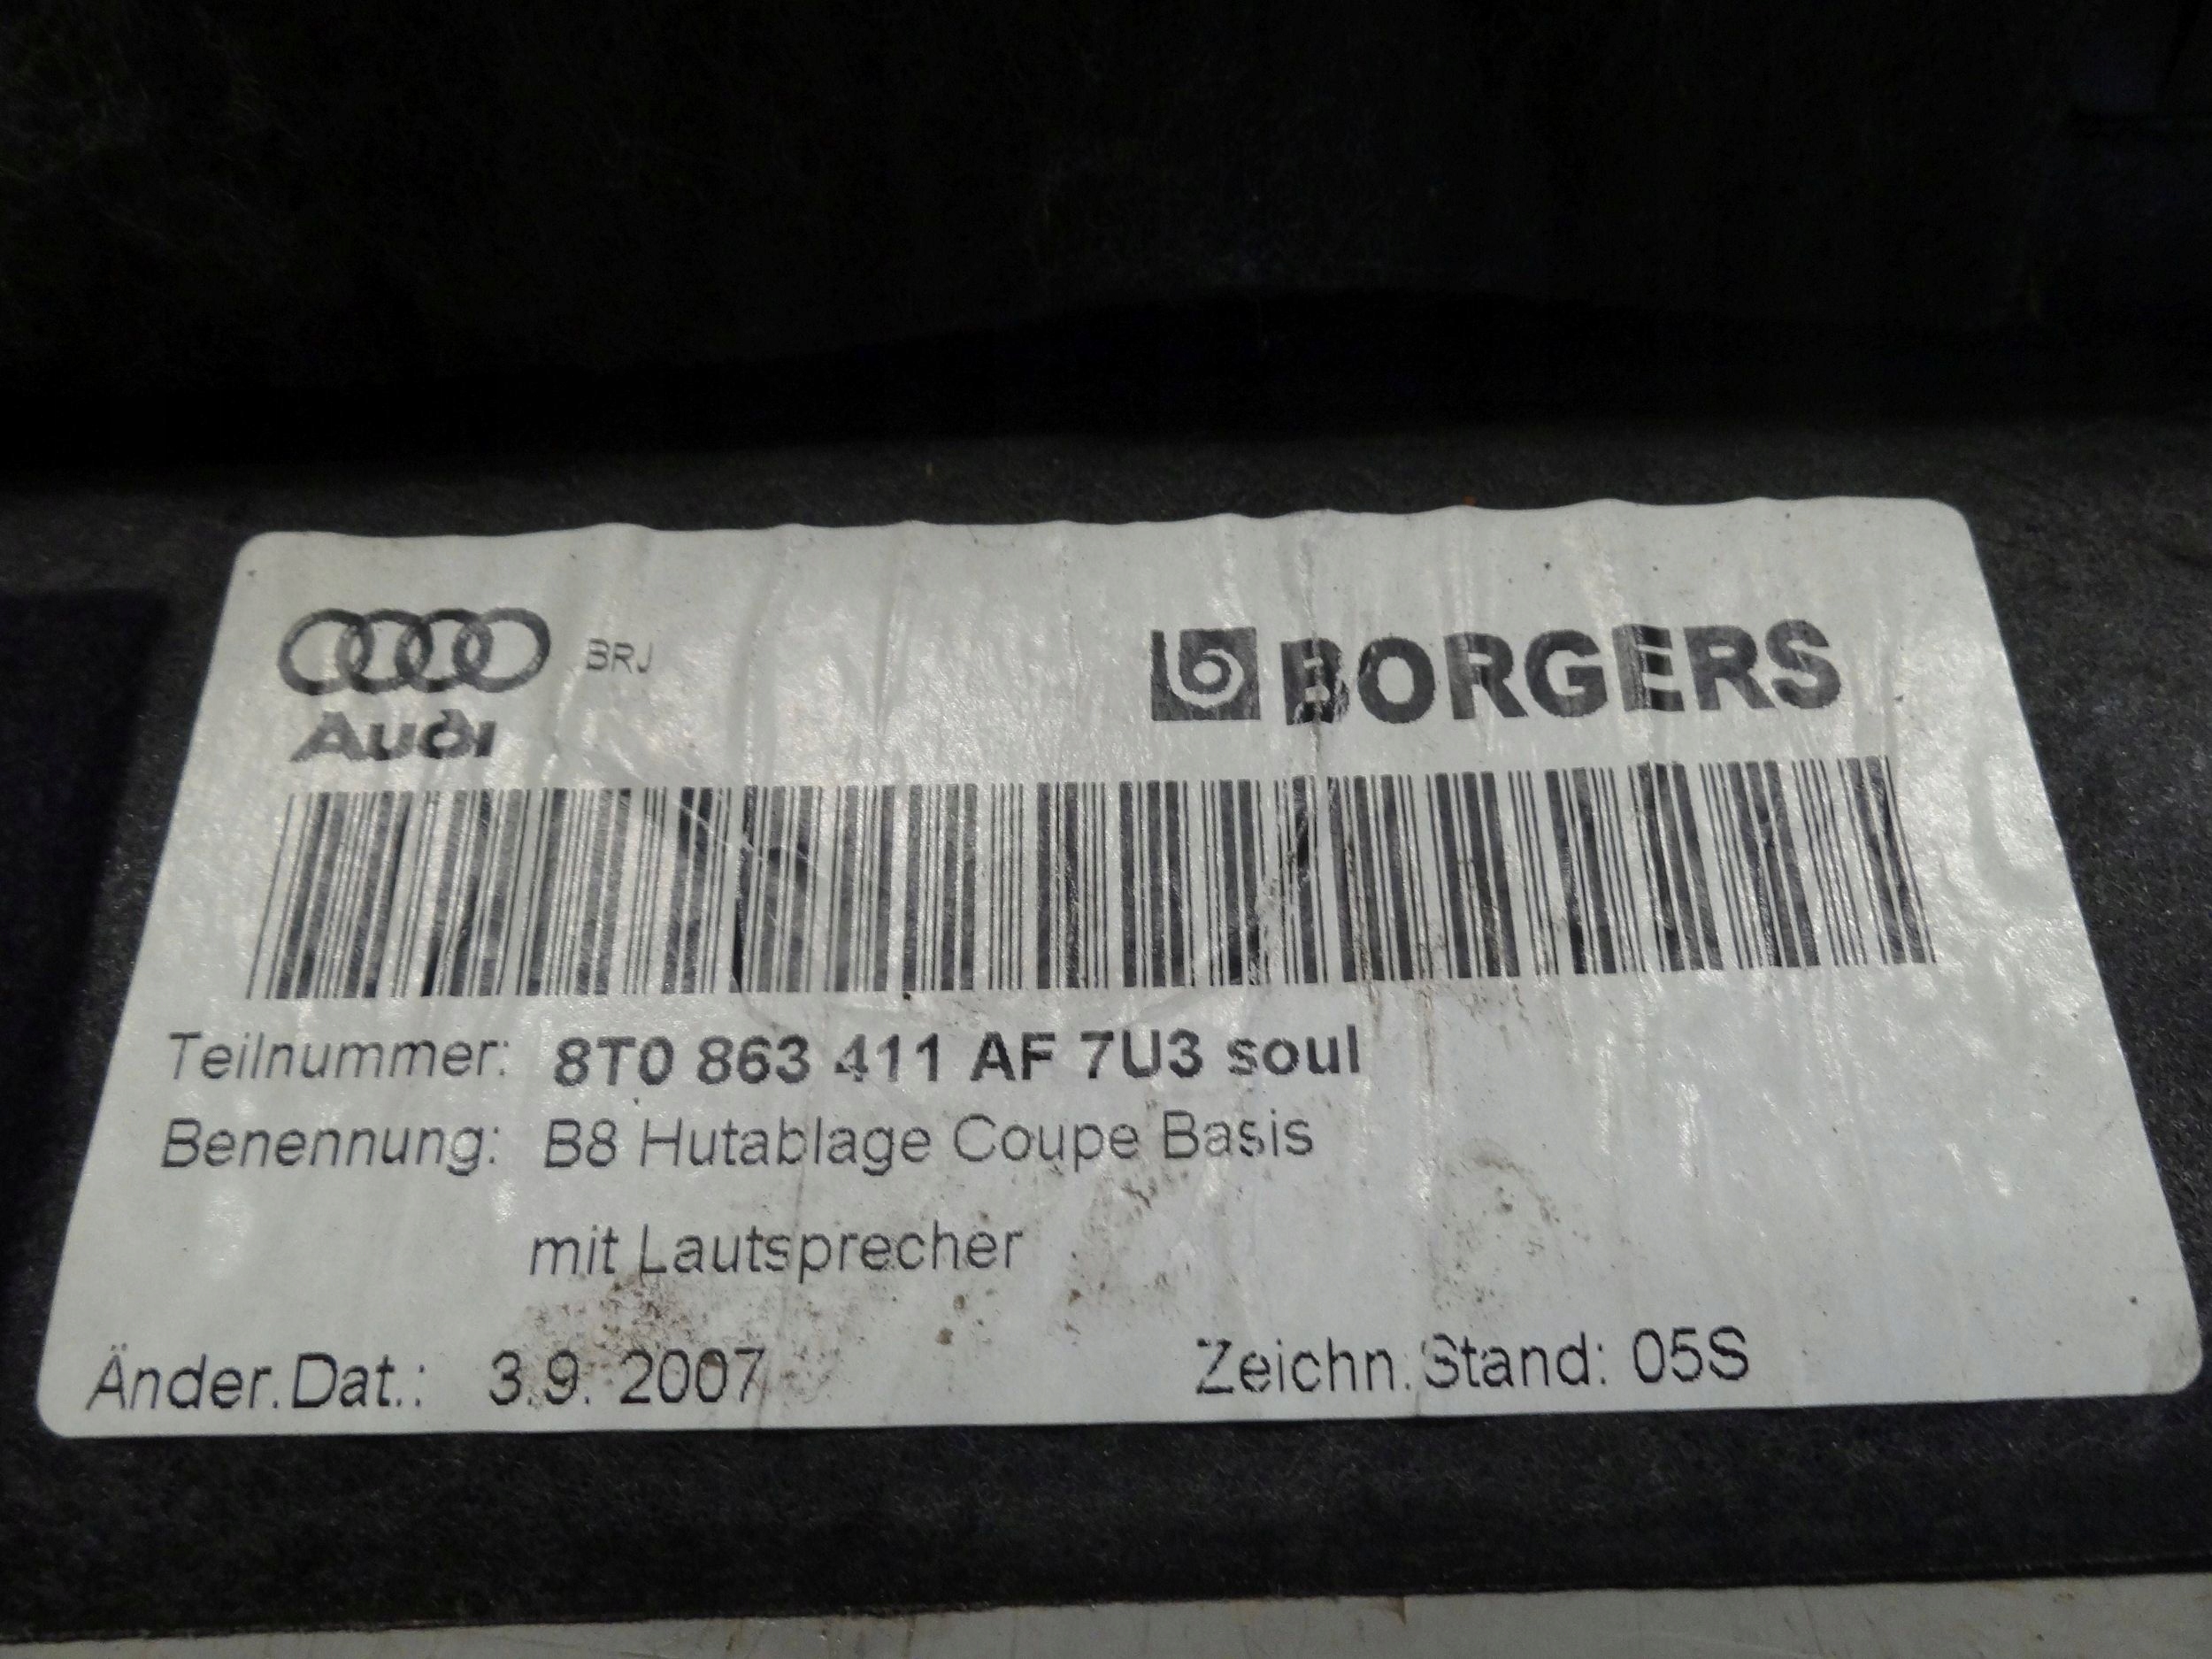 BRJ
Audi
BORGERS
Teilnummer: 8T0 863 411 AF 7U3 soul
Benennung: B8 Hutablage Coupe Basis
mit Lautsprecher
Änder.Dat.: 3.9. 2007 Zeichn.Stand: 05S